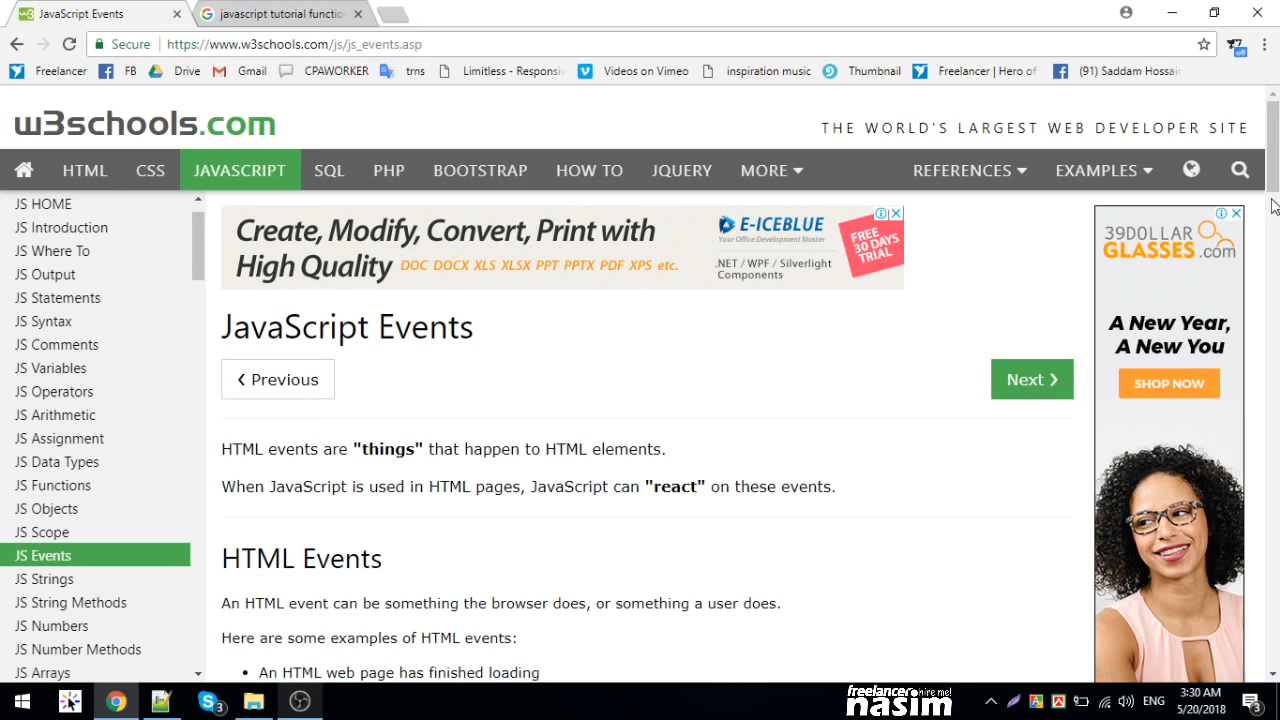 JavaScript Events
javascript tutorial functio
Secure https://www.w3schools.com/js/js_events.asp
off
Freelancer FB Drive Gmail CPAWORKER trns Limitless - Responsiv Videos on Vimeo inspiration music Thumbnail Freelancer | Hero of (91) Saddam Hossai
w3schools.com
THE WORLD'S LARGEST WEB DEVELOPER SITE
HTML CSS JAVASCRIPT SQL PHP BOOTSTRAP HOW TO JQUERY MORE REFERENCES EXAMPLES
JS HOME
JS Introduction
JS Where To
JS Output
JS Statements
JS Syntax
JS Comments
JS Variables
JS Operators
JS Arithmetic
JS Assignment
JS Data Types
JS Functions
JS Objects
JS Scope
JS Events
JS Strings
JS String Methods
JS Numbers
JS Number Methods
JS Arrays
Create, Modify, Convert, Print with
High Quality DOC DOCX XLS XLSX PPT PPTX PDF XPS etc.
E-ICEBLUE
Your Office Development Master
.NET / WPF / Silverlight
Components
FREE
30 DAYS
TRIAL
JavaScript Events
❮ Previous
Next ❯
HTML events are "things" that happen to HTML elements.
When JavaScript is used in HTML pages, JavaScript can "react" on these events.
HTML Events
An HTML event can be something the browser does, or something a user does.
Here are some examples of HTML events:
• An HTML web page has finished loading
39DOLLAR
GLASSES.com
A New Year,
A New You
SHOP NOW
3
freelancer hire me!
nasim
ENG
3:30 AM
5/20/2018
3